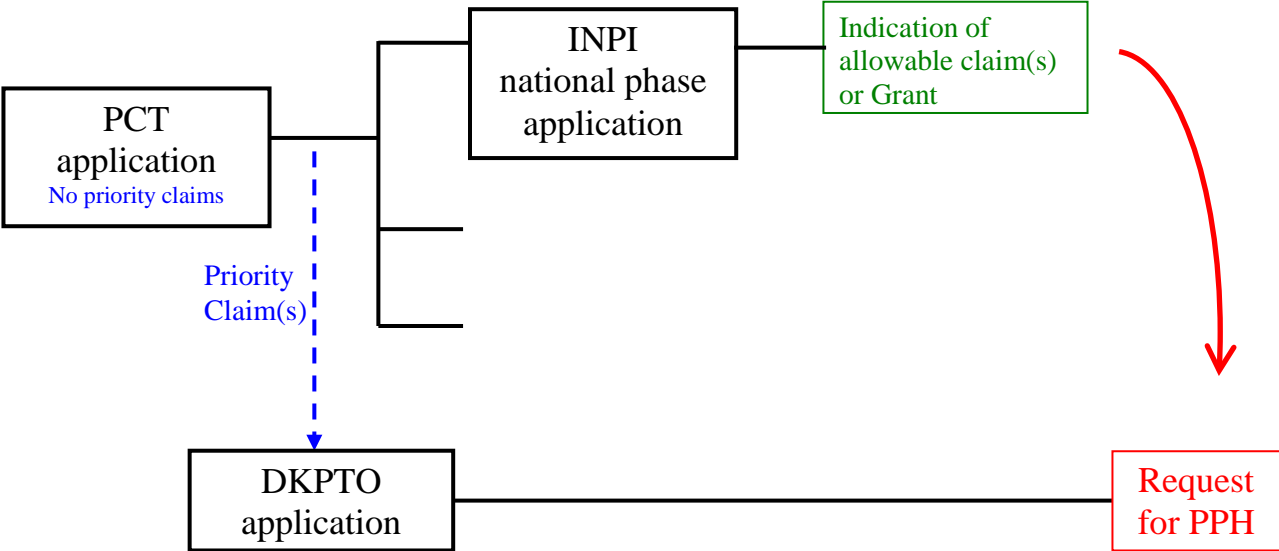 PCT
application
No priority claims
INPI
national phase
application
Indication of
allowable claim(s)
or Grant
Priority
Claim(s)
DKPTO
application
Request
for PPH